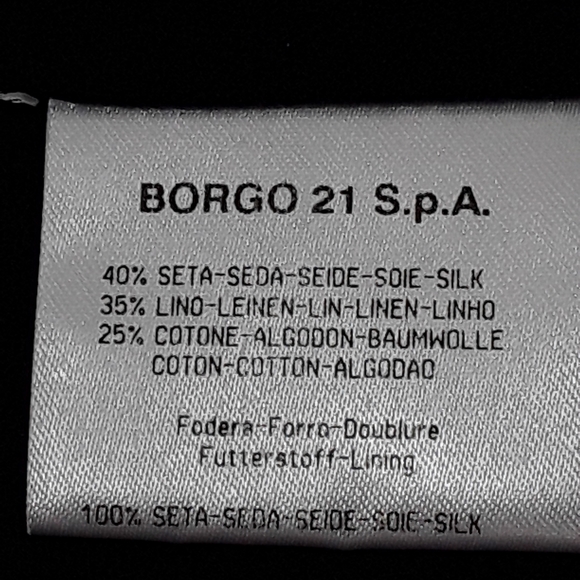 BORGO 21 S.p.A.
40% SETA-SEDA-SEIDE-SOIE-SILK
35% LINO-LEINEN-LIN-LINEN-LINHO
25% COTONE-ALGODON-BAUMWOLLE
COTON-COTTON-ALGODAO
Fodera-Forro-Doublure
Futterstoff-Lining
100% SETA-SEDA-SEIDE-SOIE-SILK